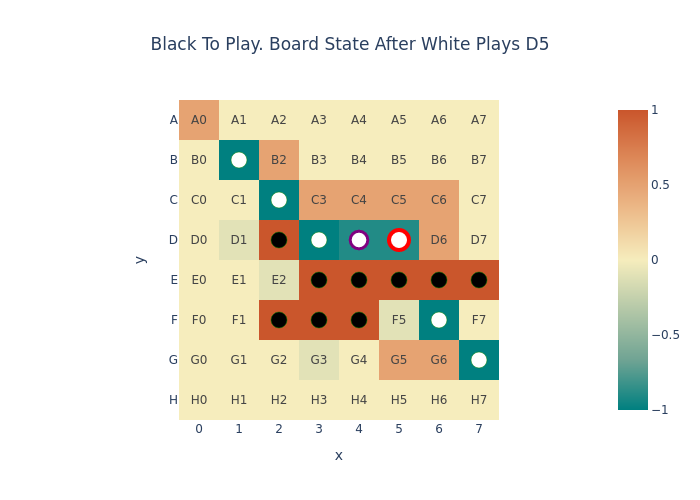 Black To Play. Board State After White Plays D5
A A0 A1 A2 A3 A4 A5 A6 A7
B B0 B2 B3 B4 B5 B6 B7
C C0 C1 C3 C4 C5 C6 C7
D D0 D1 D6 D7
E E0 E1 E2
F F0 F1 F5 F7
G G0 G1 G2 G3 G4 G5 G6
H H0 H1 H2 H3 H4 H5 H6 H7
0 1 2 3 4 5 6 7
x
y
1
0.5
0
−0.5
−1